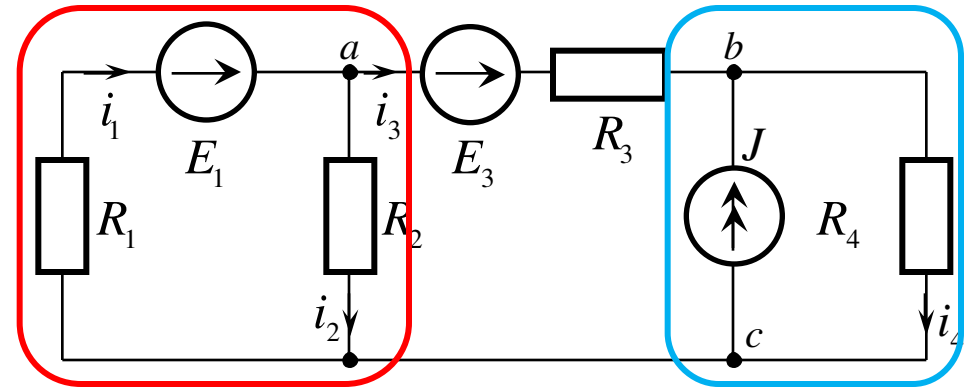 a
b
i₁
i₃
E₁
E₃
R₃
J
R₁
R₂
R₄
i₂
c
i₄